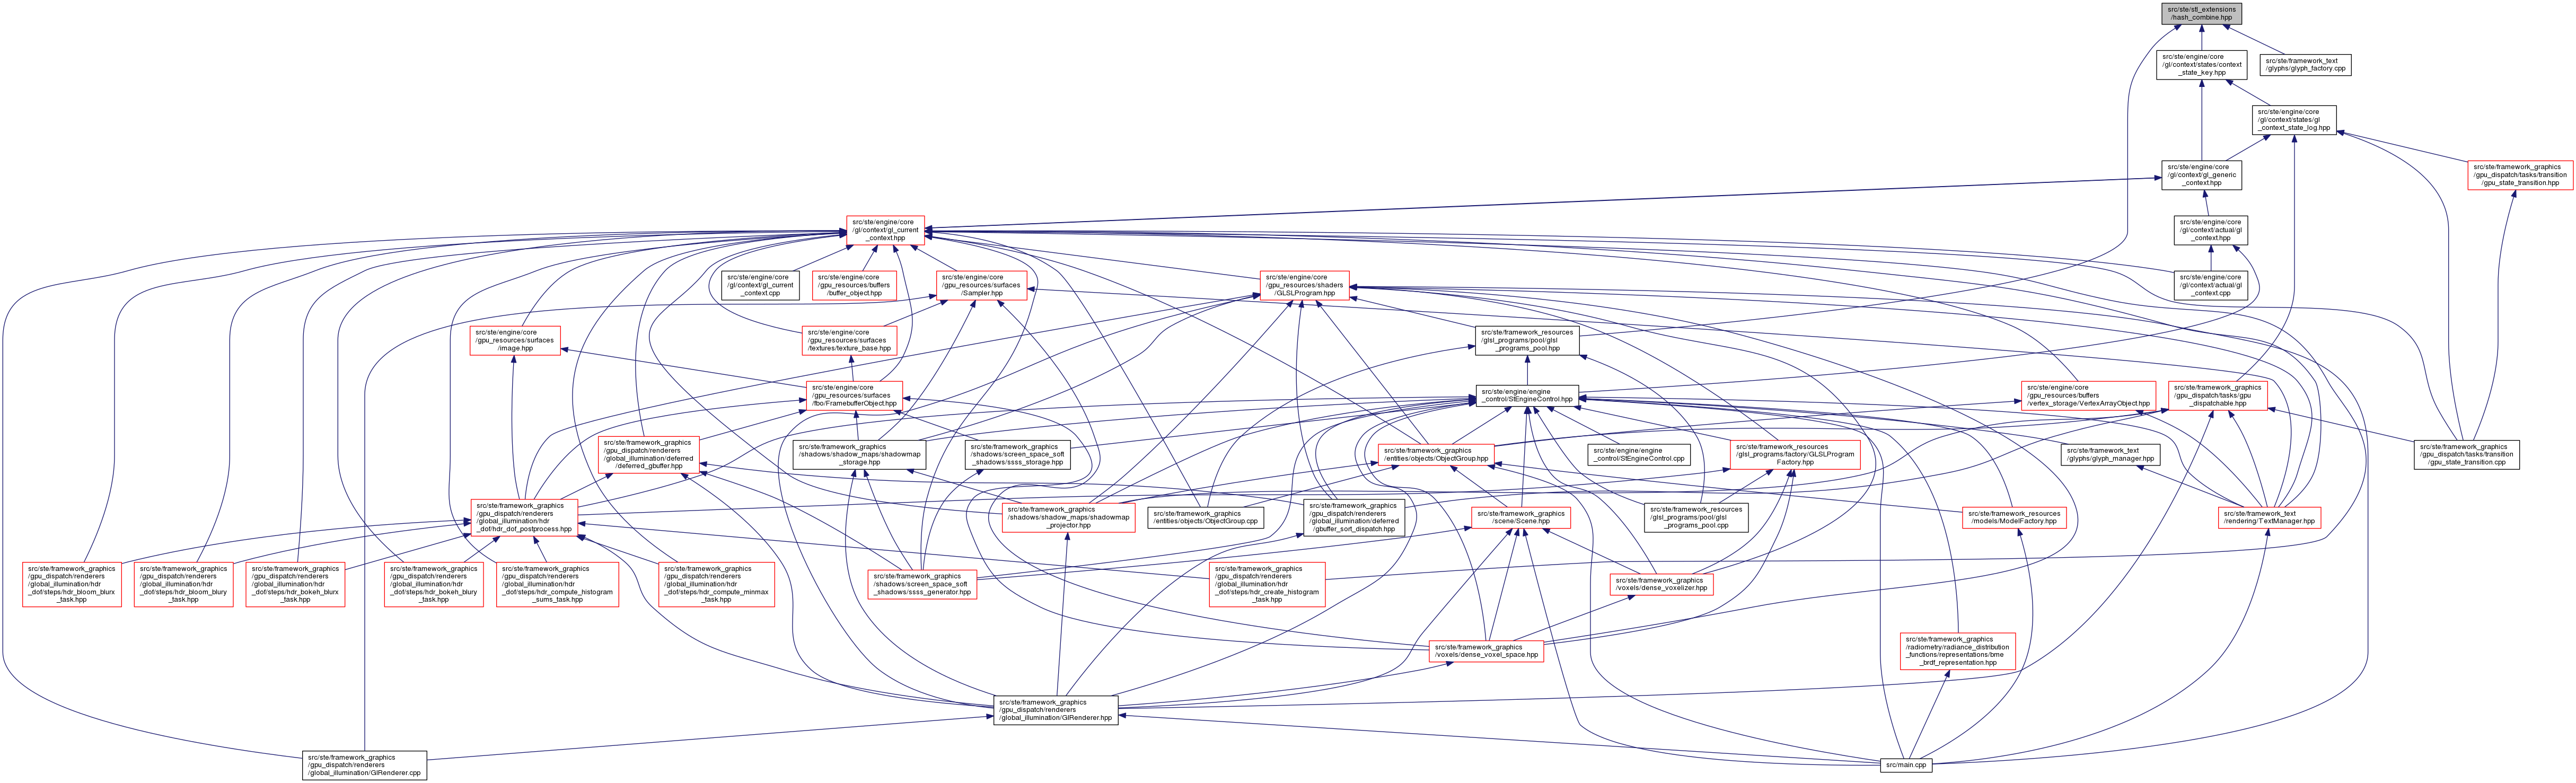 src/ste/stl_extensions
/hash_combine.hpp
src/ste/engine/core
/gl/context/states/context
_state_key.hpp
src/ste/framework_text
/glyphs/glyph_factory.cpp
src/ste/engine/core
/gl/context/states/gl
_context_state_log.hpp
src/ste/engine/core
/gl/context/gl_generic
_context.hpp
src/ste/framework_graphics
/gpu_dispatch/tasks/transition
/gpu_state_transition.hpp
src/ste/engine/core
/gl/context/gl_current
_context.hpp
src/ste/engine/core
/gl/context/actual/gl
_context.hpp
src/ste/engine/core
/gl/context/gl_current
_context.cpp
src/ste/engine/core
/gpu_resources/buffers
/buffer_object.hpp
src/ste/engine/core
/gpu_resources/surfaces
/Sampler.hpp
src/ste/engine/core
/gpu_resources/shaders
/GLSLProgram.hpp
src/ste/engine/core
/gl/context/actual/gl
_context.cpp
src/ste/engine/core
/gpu_resources/surfaces
/image.hpp
src/ste/engine/core
/gpu_resources/surfaces
/textures/texture_base.hpp
src/ste/framework_resources
/glsl_programs/pool/glsl
_programs_pool.hpp
src/ste/engine/core
/gpu_resources/surfaces
/fbo/FramebufferObject.hpp
src/ste/engine/engine
_control/StEngineControl.hpp
src/ste/engine/core
/gpu_resources/buffers
/vertex_storage/VertexArrayObject.hpp
src/ste/framework_graphics
/gpu_dispatch/tasks/gpu
_dispatchable.hpp
src/ste/framework_graphics
/gpu_dispatch/renderers
/global_illumination/deferred
/deferred_gbuffer.hpp
src/ste/framework_graphics
/shadows/shadow_maps/shadowmap
_storage.hpp
src/ste/framework_graphics
/shadows/screen_space_soft
_shadows/ssss_storage.hpp
src/ste/framework_graphics
/entities/objects/ObjectGroup.hpp
src/ste/engine/engine
_control/StEngineControl.cpp
src/ste/framework_resources
/glsl_programs/factory/GLSLProgram
Factory.hpp
src/ste/framework_text
/glyphs/glyph_manager.hpp
src/ste/framework_graphics
/gpu_dispatch/tasks/transition
/gpu_state_transition.cpp
src/ste/framework_graphics
/gpu_dispatch/renderers
/global_illumination/hdr
_dof/hdr_dof_postprocess.hpp
src/ste/framework_graphics
/shadows/shadow_maps/shadowmap
_projector.hpp
src/ste/framework_graphics
/entities/objects/ObjectGroup.cpp
src/ste/framework_graphics
/gpu_dispatch/renderers
/global_illumination/deferred
/gbuffer_sort_dispatch.hpp
src/ste/framework_graphics
/scene/Scene.hpp
src/ste/framework_resources
/glsl_programs/pool/glsl
_programs_pool.cpp
src/ste/framework_resources
/models/ModelFactory.hpp
src/ste/framework_text
/rendering/TextManager.hpp
src/ste/framework_graphics
/gpu_dispatch/renderers
/global_illumination/hdr
_dof/steps/hdr_bloom_blurx
_task.hpp
src/ste/framework_graphics
/gpu_dispatch/renderers
/global_illumination/hdr
_dof/steps/hdr_bloom_blury
_task.hpp
src/ste/framework_graphics
/gpu_dispatch/renderers
/global_illumination/hdr
_dof/steps/hdr_bokeh_blurx
_task.hpp
src/ste/framework_graphics
/gpu_dispatch/renderers
/global_illumination/hdr
_dof/steps/hdr_bokeh_blury
_task.hpp
src/ste/framework_graphics
/gpu_dispatch/renderers
/global_illumination/hdr
_dof/steps/hdr_compute_histogram
_sums_task.hpp
src/ste/framework_graphics
/gpu_dispatch/renderers
/global_illumination/hdr
_dof/steps/hdr_compute_minmax
_task.hpp
src/ste/framework_graphics
/shadows/screen_space_soft
_shadows/ssss_generator.hpp
src/ste/framework_graphics
/gpu_dispatch/renderers
/global_illumination/hdr
_dof/steps/hdr_create_histogram
_task.hpp
src/ste/framework_graphics
/voxels/dense_voxelizer.hpp
src/ste/framework_graphics
/voxels/dense_voxel_space.hpp
src/ste/framework_graphics
/radiometry/radiance_distribution
_functions/representations/bme
_brdf_representation.hpp
src/ste/framework_graphics
/gpu_dispatch/renderers
/global_illumination/GIRenderer.hpp
src/ste/framework_graphics
/gpu_dispatch/renderers
/global_illumination/GIRenderer.cpp
src/main.cpp